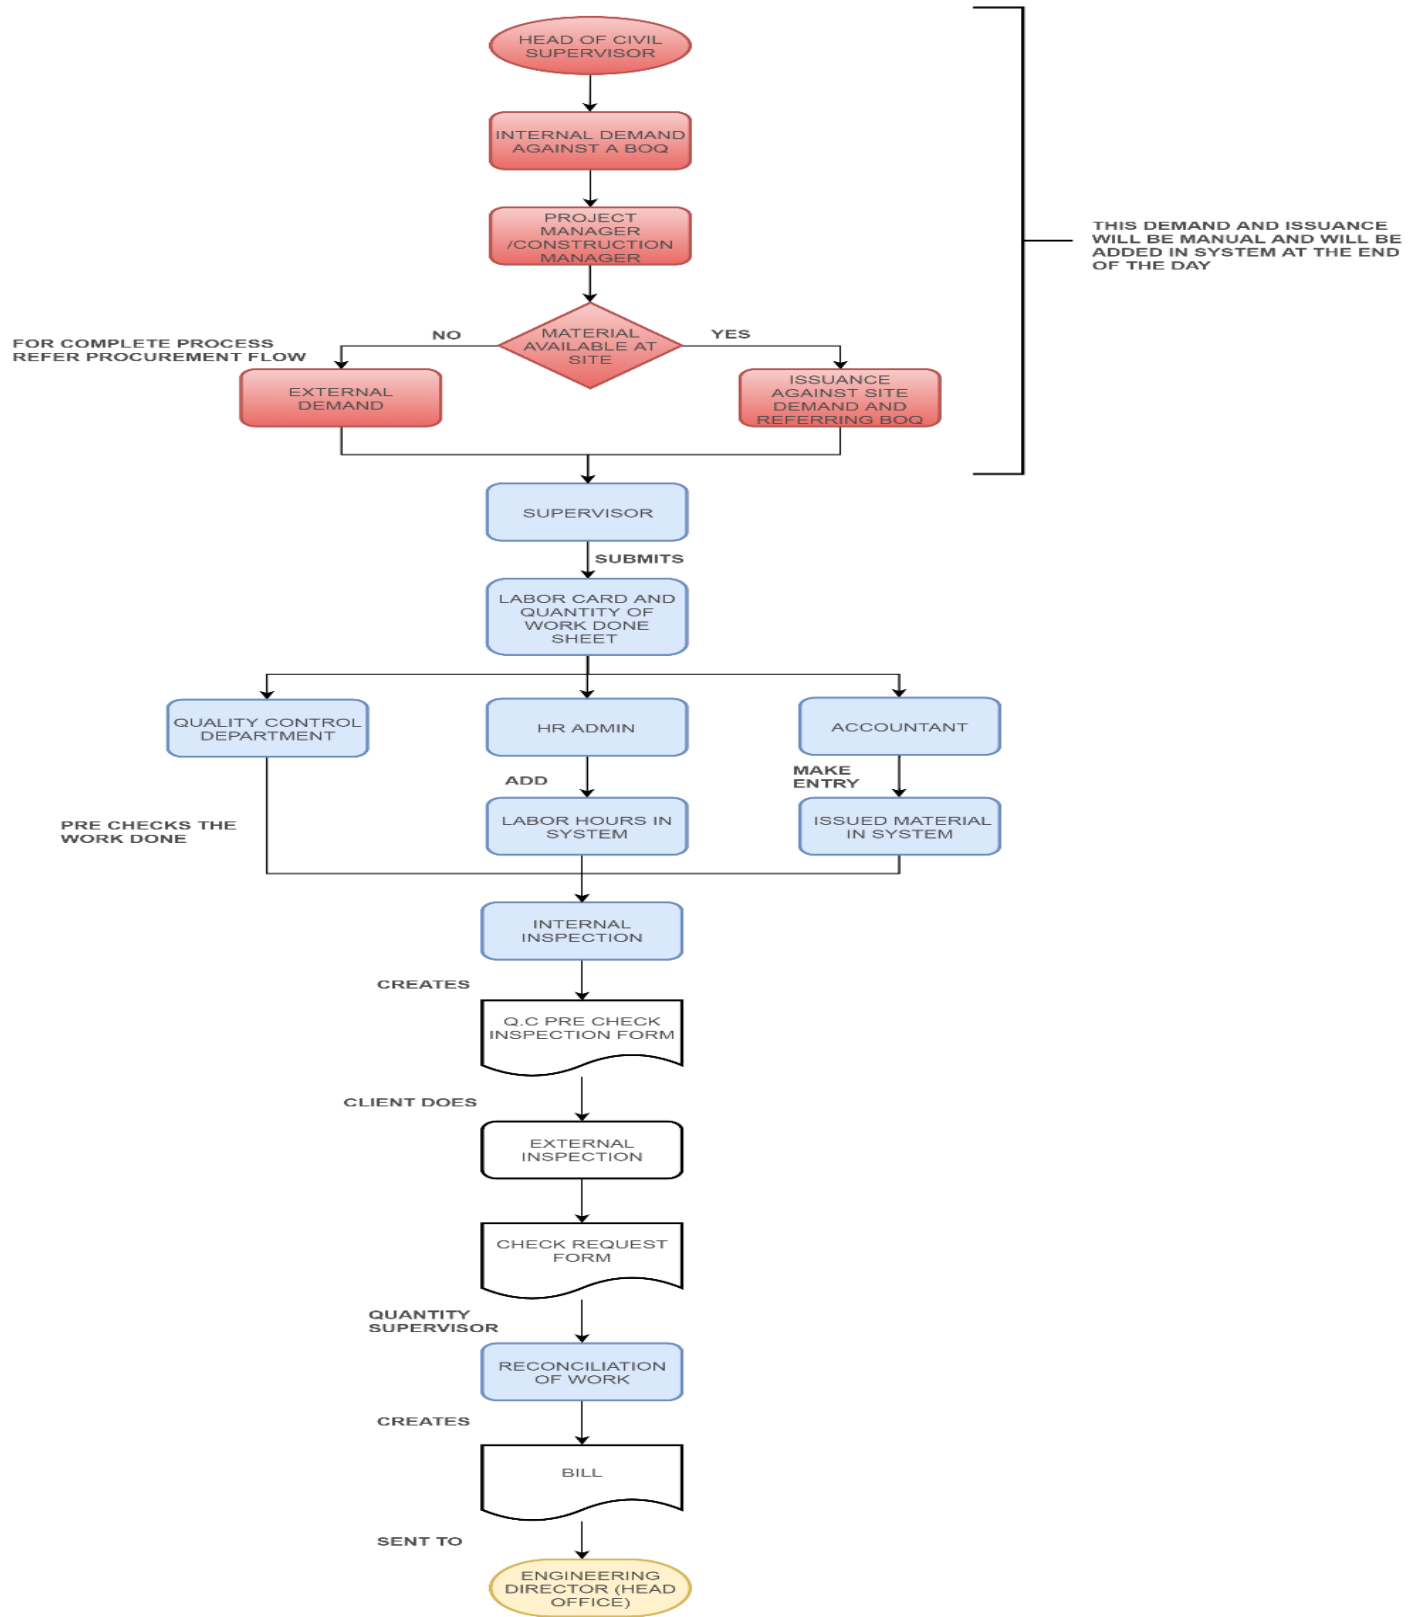 HEAD OF CIVIL
SUPERVISOR
INTERNAL DEMAND
AGAINST A BOQ
PROJECT
MANAGER
/CONSTRUCTION
MANAGER
THIS DEMAND AND ISSUANCE
WILL BE MANUAL AND WILL BE
ADDED IN SYSTEM AT THE END
OF THE DAY
MATERIAL
AVAILABLE AT
SITE
NO
YES
FOR COMPLETE PROCESS
REFER PROCUREMENT FLOW
EXTERNAL
DEMAND
ISSUANCE
AGAINST SITE
DEMAND AND
REFERRING BOQ
SUPERVISOR
SUBMITS
LABOR CARD AND
QUANTITY OF
WORK DONE
SHEET
QUALITY CONTROL
DEPARTMENT
HR ADMIN
ACCOUNTANT
ADD
MAKE
ENTRY
PRE CHECKS THE
WORK DONE
LABOR HOURS IN
SYSTEM
ISSUED MATERIAL
IN SYSTEM
INTERNAL
INSPECTION
CREATES
Q.C PRE CHECK
INSPECTION FORM
CLIENT DOES
EXTERNAL
INSPECTION
CHECK REQUEST
FORM
QUANTITY
SUPERVISOR
RECONCILIATION
OF WORK
CREATES
BILL
SENT TO
ENGINEERING
DIRECTOR (HEAD
OFFICE)